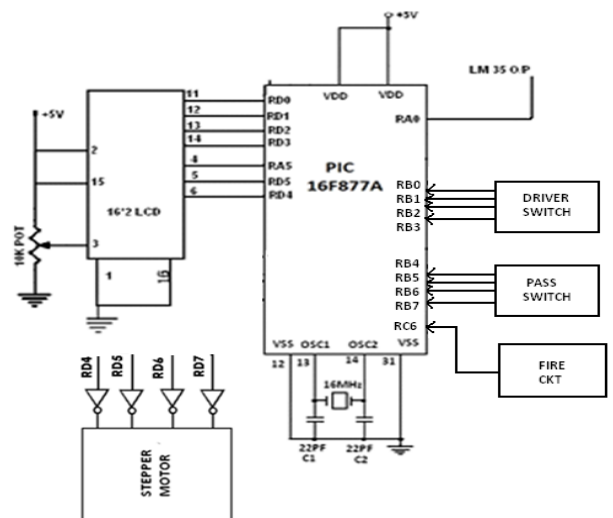 +5V
LM 35 O/P
+5V
2
15
3
10K POT
16*2 LCD
1
16
11
12
13
14
4
5
6
RD0
RD1
RD2
RD3
RA5
RD5
RD4
VDD
VDD
RA0
PIC
16F877A
RB0
RB1
RB2
RB3
RB4
RB5
RB6
RB7
RC6
DRIVER
SWITCH
PASS
SWITCH
FIRE
CKT
VSS
OSC1
OSC2
VSS
12
13
14
31
16MHz
22PF
C1
22PF
C2
RD4
RD5
RD6
RD7
STEPPER
MOTOR